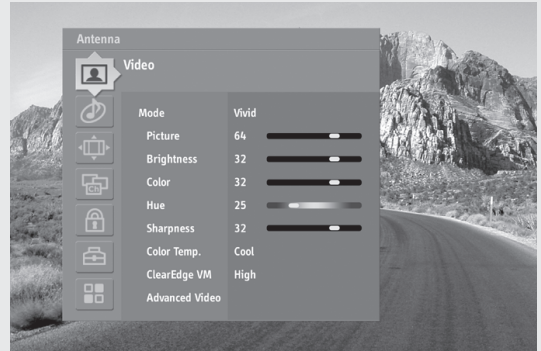 Antenna
Video
Mode Vivid
Picture 64
Brightness 32
Color 32
Hue 25
Sharpness 32
Color Temp. Cool
ClearEdge VM High
Advanced Video
Ch